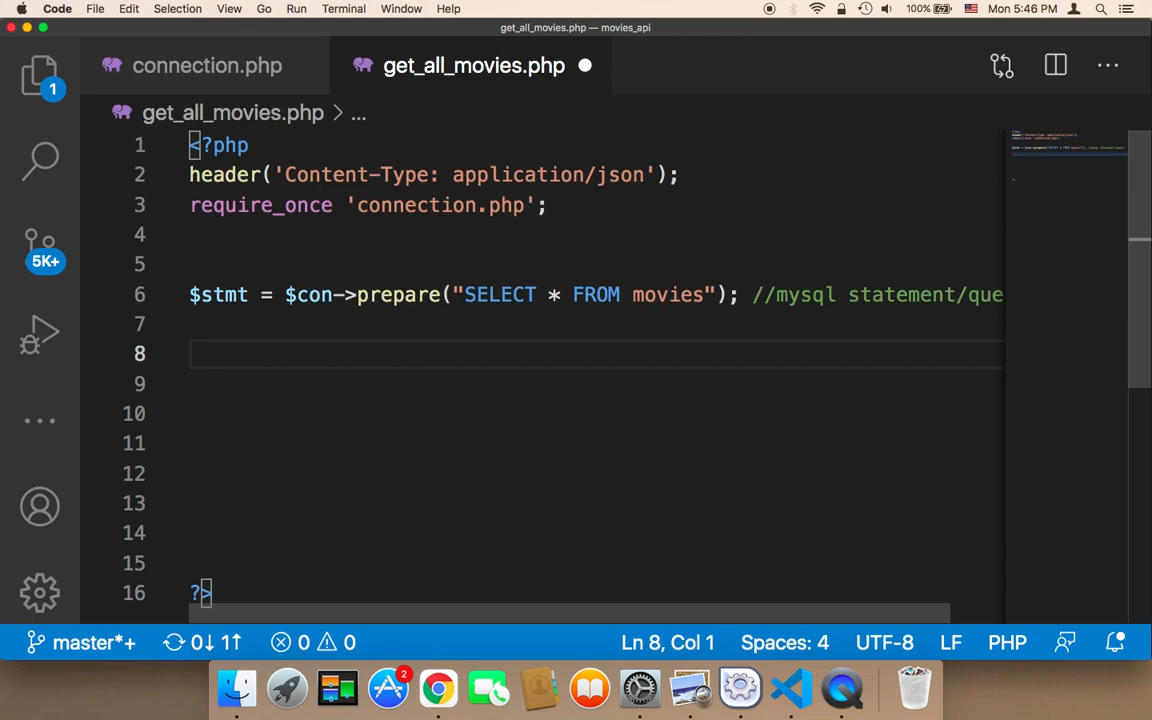 Code File Edit Selection View Go Run Terminal Window Help 100% Mon 5:46 PM
get_all_movies.php — movies_api
connection.php get_all_movies.php
1
get_all_movies.php > ...
1 <?php
2 header('Content-Type: application/json');
3 require_once 'connection.php';
4
5K+
5
6 $stmt = $con->prepare("SELECT * FROM movies"); //mysql statement/que
7
8
9
10
11
12
13
14
15
16 ?>
master*+ 0↓ 1↑ 0 0 Ln 8, Col 1 Spaces: 4 UTF-8 LF PHP
2